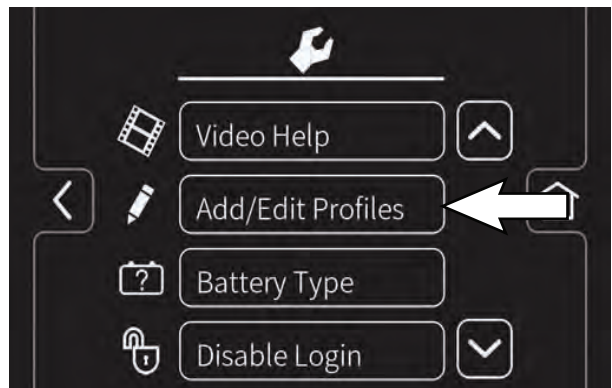 Video Help
Add/Edit Profiles
? Battery Type
Disable Login